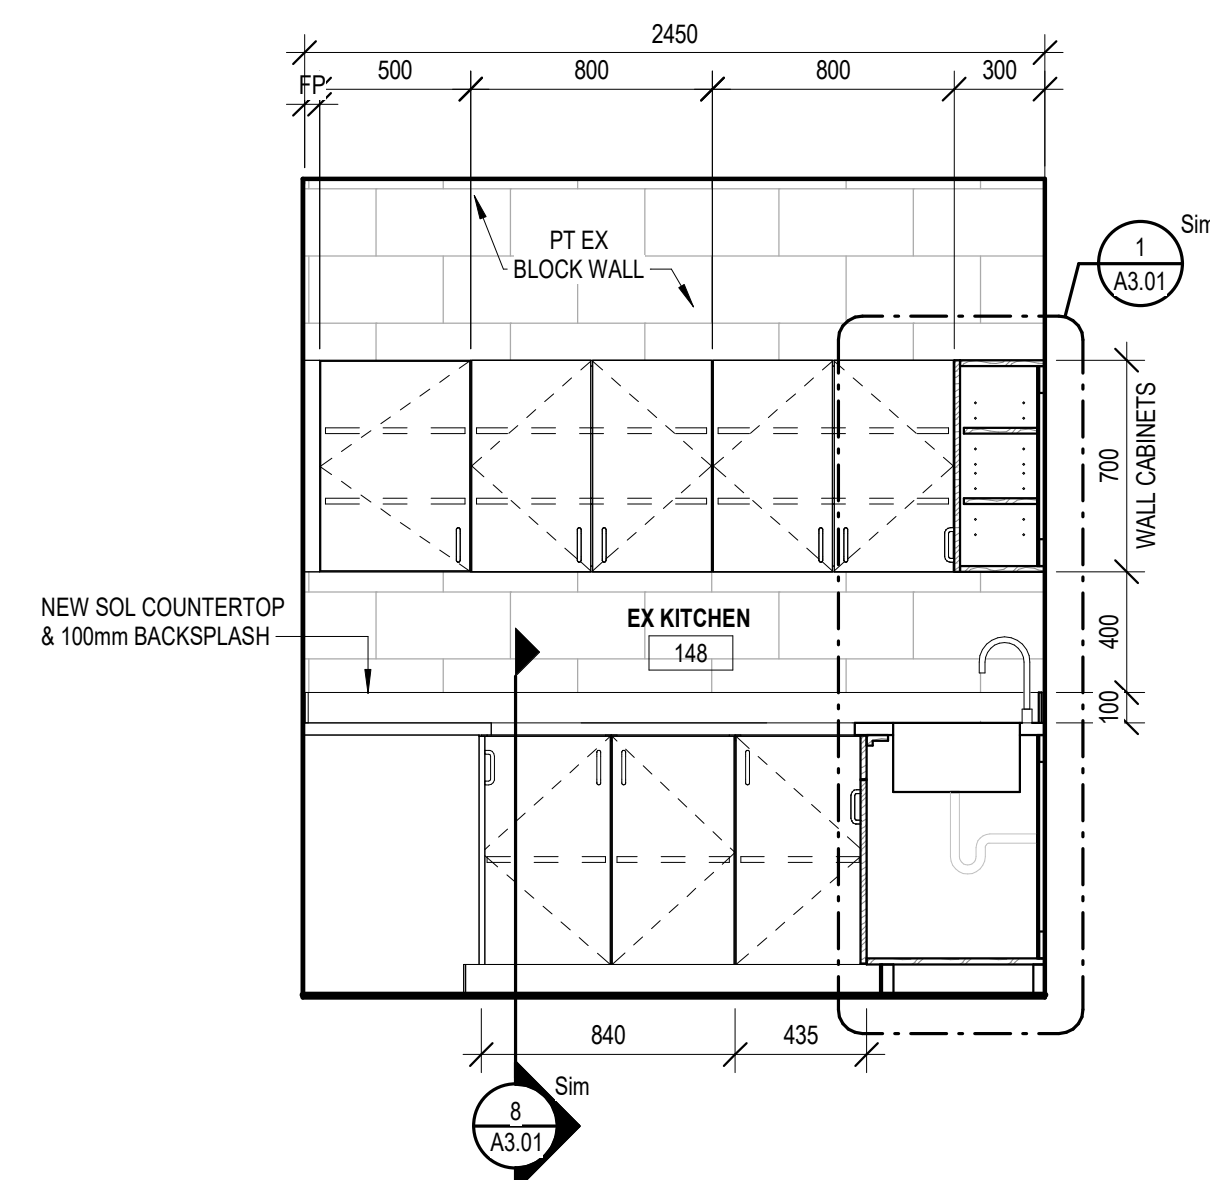 2450
FP
500
800
800
300
PT EX
BLOCK WALL
Sim
1
A3.01
700
WALL CABINETS
NEW SOL COUNTERTOP
& 100mm BACKSPLASH
EX KITCHEN
148
400
100
840
435
Sim
8
A3.01